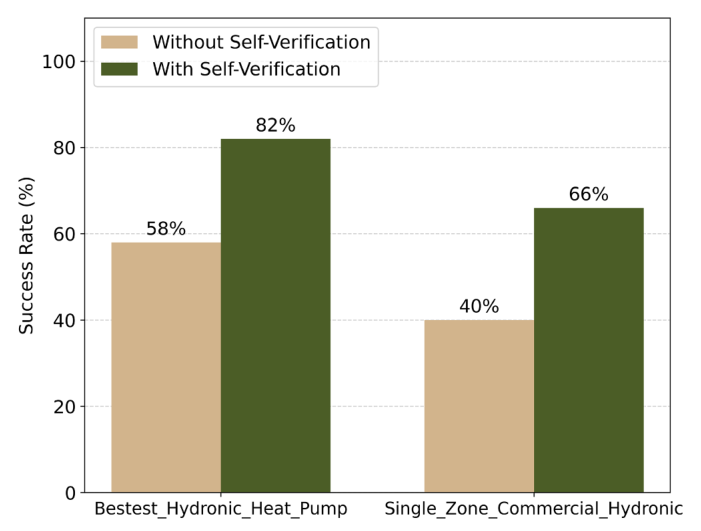 Without Self-Verification
With Self-Verification
Success Rate (%)
100
80
60
40
20
0
58%
82%
40%
66%
Bestest_Hydronic_Heat_Pump
Single_Zone_Commercial_Hydronic